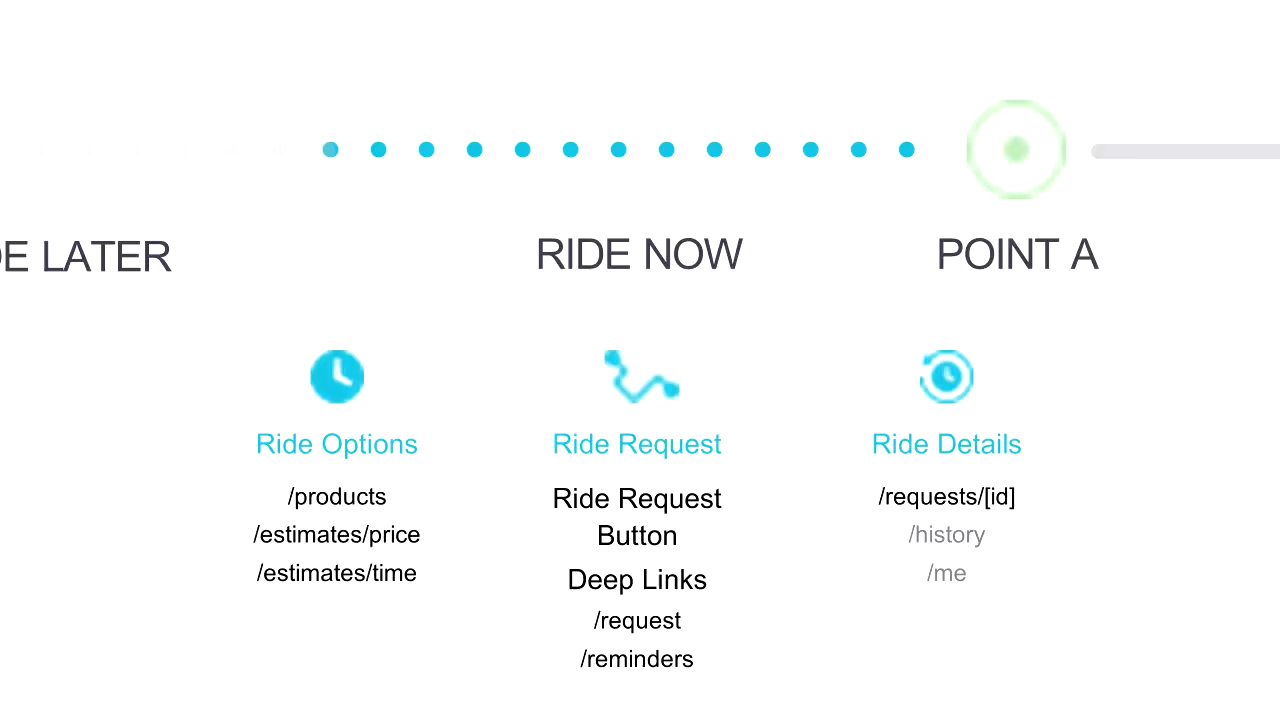 E LATER
RIDE NOW
POINT A
Ride Options
Ride Request
Ride Details
/products
/estimates/price
/estimates/time
Ride Request
Button
Deep Links
/request
/reminders
/requests/[id]
/history
/me